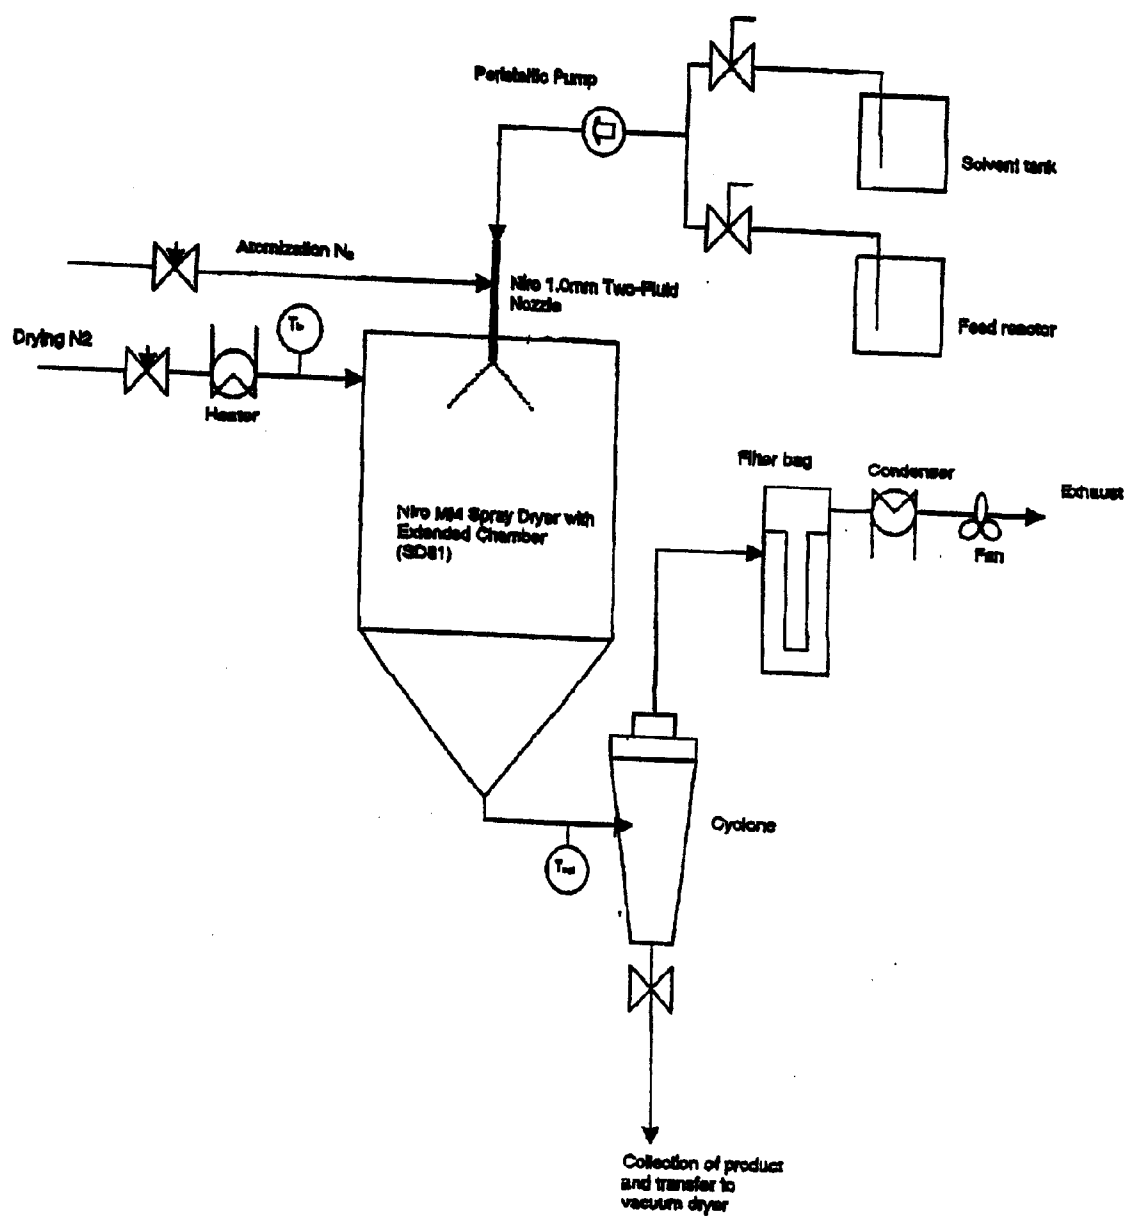 Peristaltic Pump
Solvent tank
Atomization N₂
Niro 1.0mm Two-Fluid
Nozzle
Feed reactor
Drying N2
Heater
Filter bag
Condenser
Exhaust
Fan
Niro MM Spray Dryer with
Extended Chamber
(SD81)
Cyclone
Collection of product
and transfer to
vacuum dryer